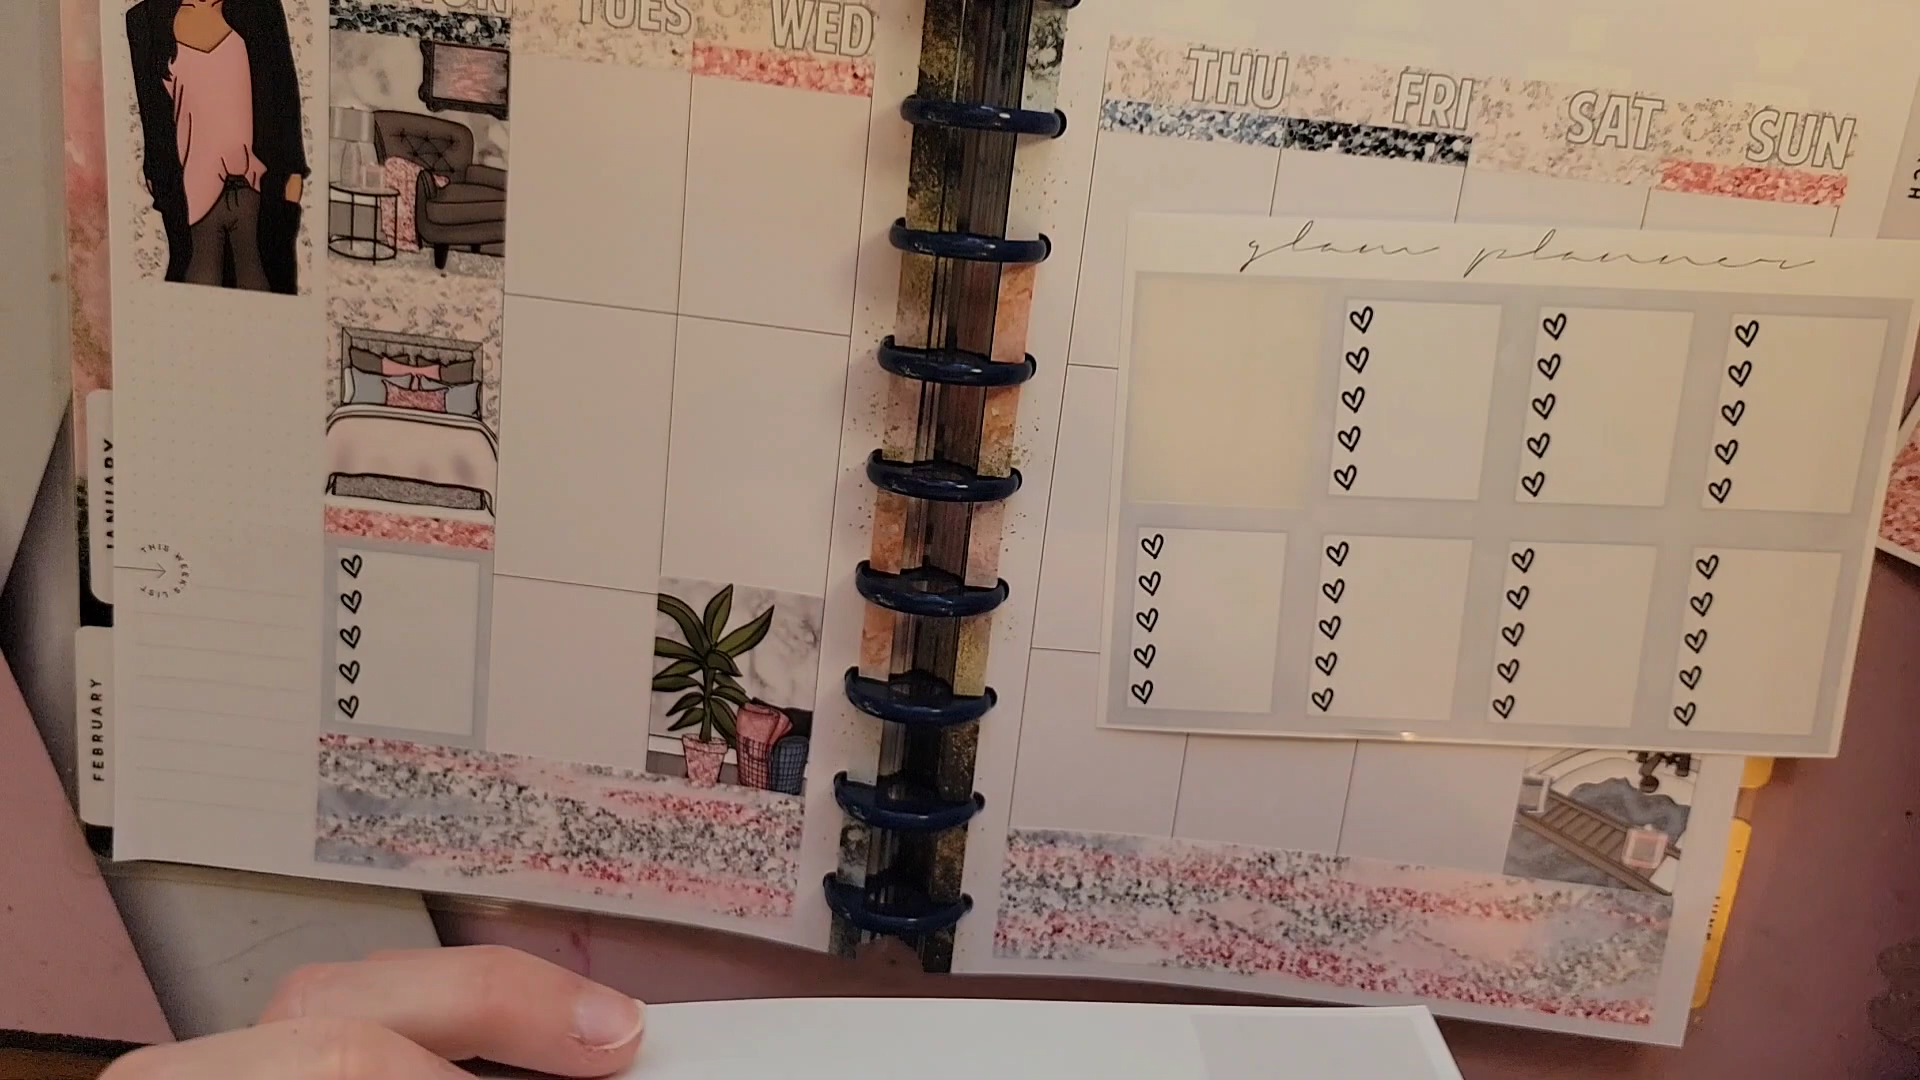 TUES
WED
THU
FRI
SAT
SUN
glam planner
JANUARY
THIS WEEK'S LIST
FEBRUARY